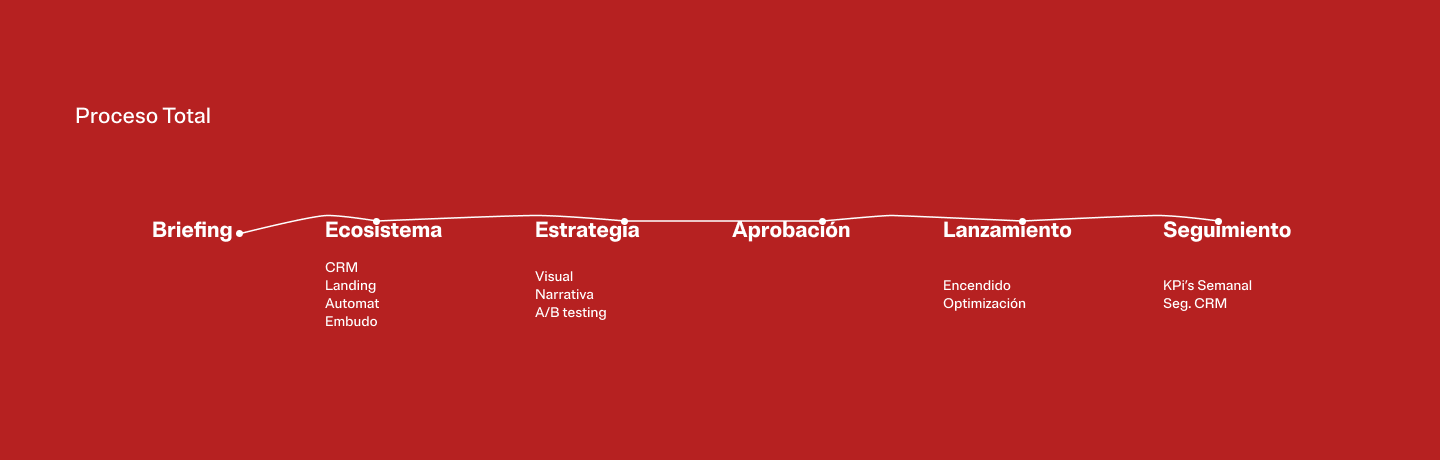 Proceso Total
Briefing
Ecosistema
CRM
Landing
Automat
Embudo
Estrategia
Visual
Narrativa
A/B testing
Aprobación
Lanzamiento
Encendido
Optimización
Seguimiento
KPi's Semanal
Seg. CRM